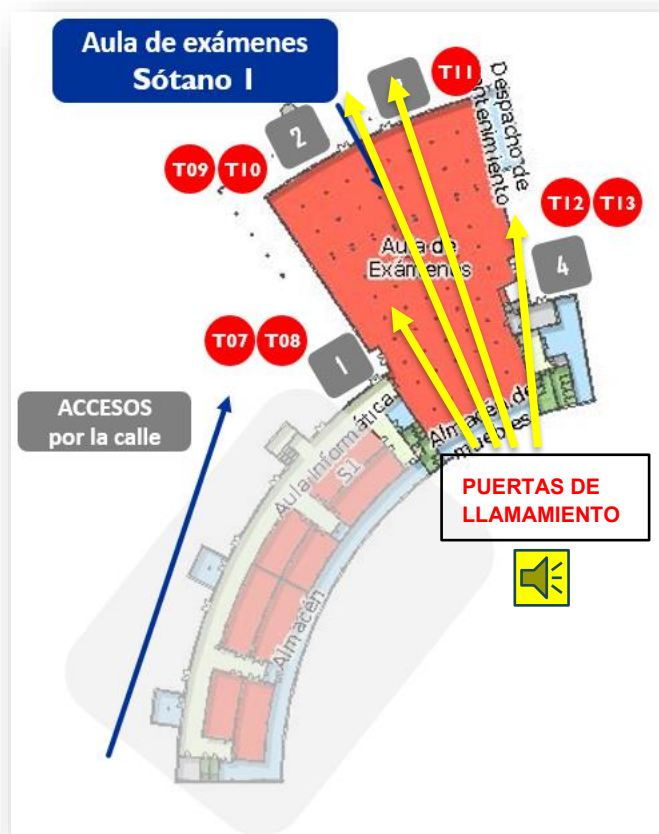 Aula de exámenes
Sótano 1
T11
2
T09 T10
Despacho de
mantenimiento
T12 T13
Aula de
Exámenes
4
T07 T08
1
ACCESOS
por la calle
Aula Informática
S1
Almacén de
muebles
PUERTAS DE
LLAMAMIENTO
Almacén